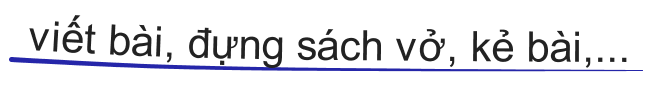 viết bài, đựng sách vở, kẻ bài,...